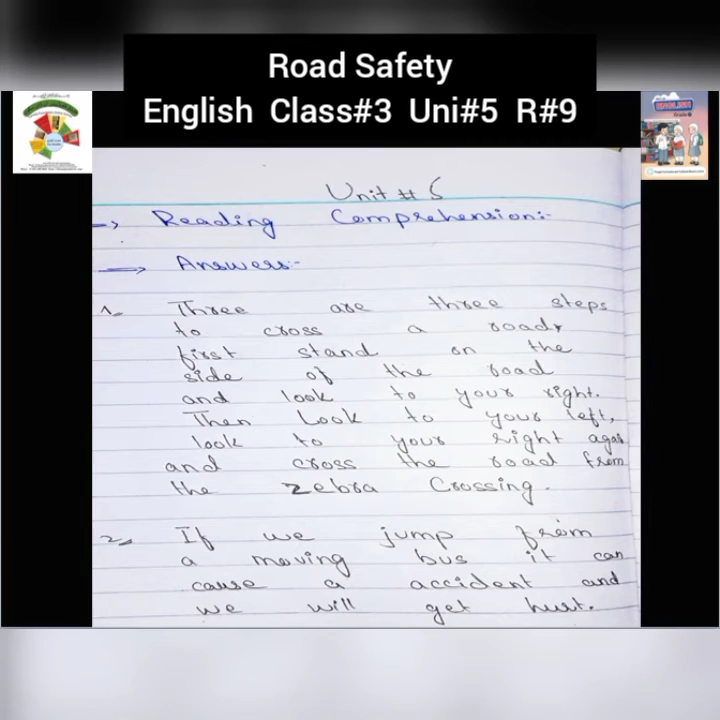 Road Safety
English Class#3 Uni#5 R#9
ENGLISH
Unit # 5
→ Reading Comprehension:-
→ Answers:-
1. Three are three steps
to cross a road,
first stand on the
side of the road
and look to your right.
Then Look to your left,
look to your right again
and cross the road from
the zebra Crossing.
2. If we jump from
a moving bus it can
cause a accident and
we will get hurt.